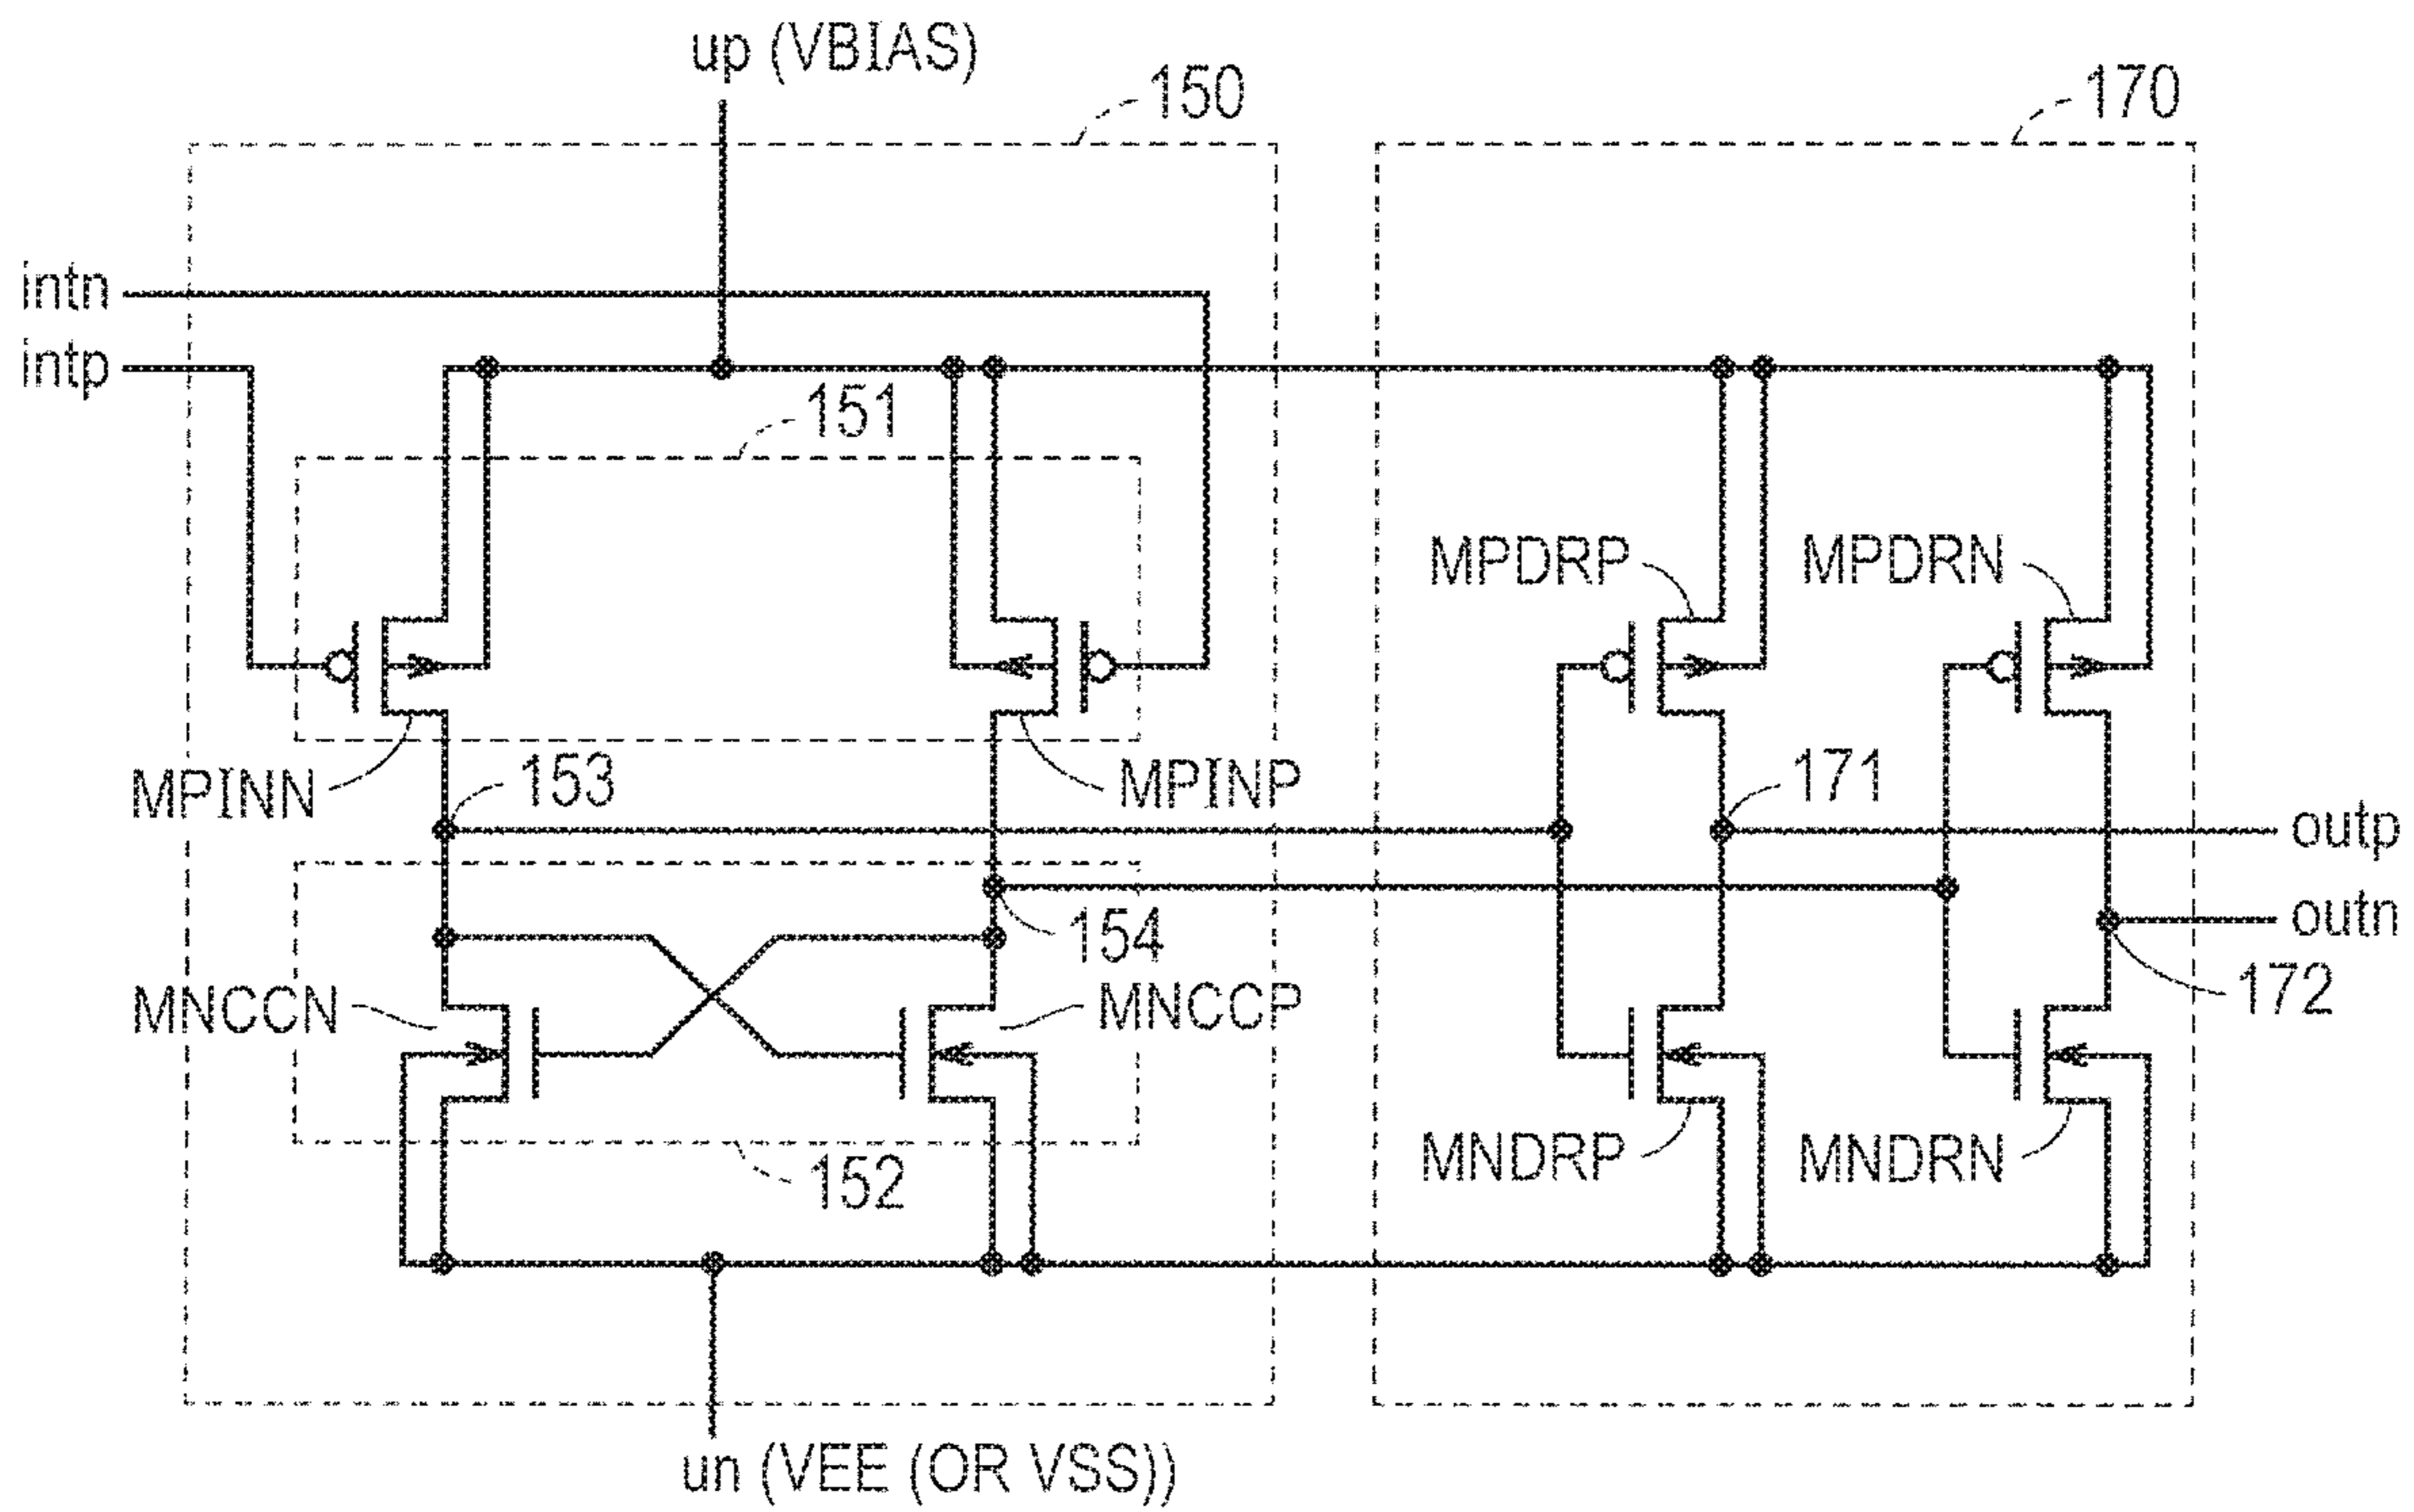 up (VBIAS)
150
170
intn
intp
151
MPDRP
MPDRN
MPINN
153
MPINP
171
outp
154
outn
MNCCN
MNCCP
172
MNDRP
MNDRN
152
un (VEE (OR VSS))